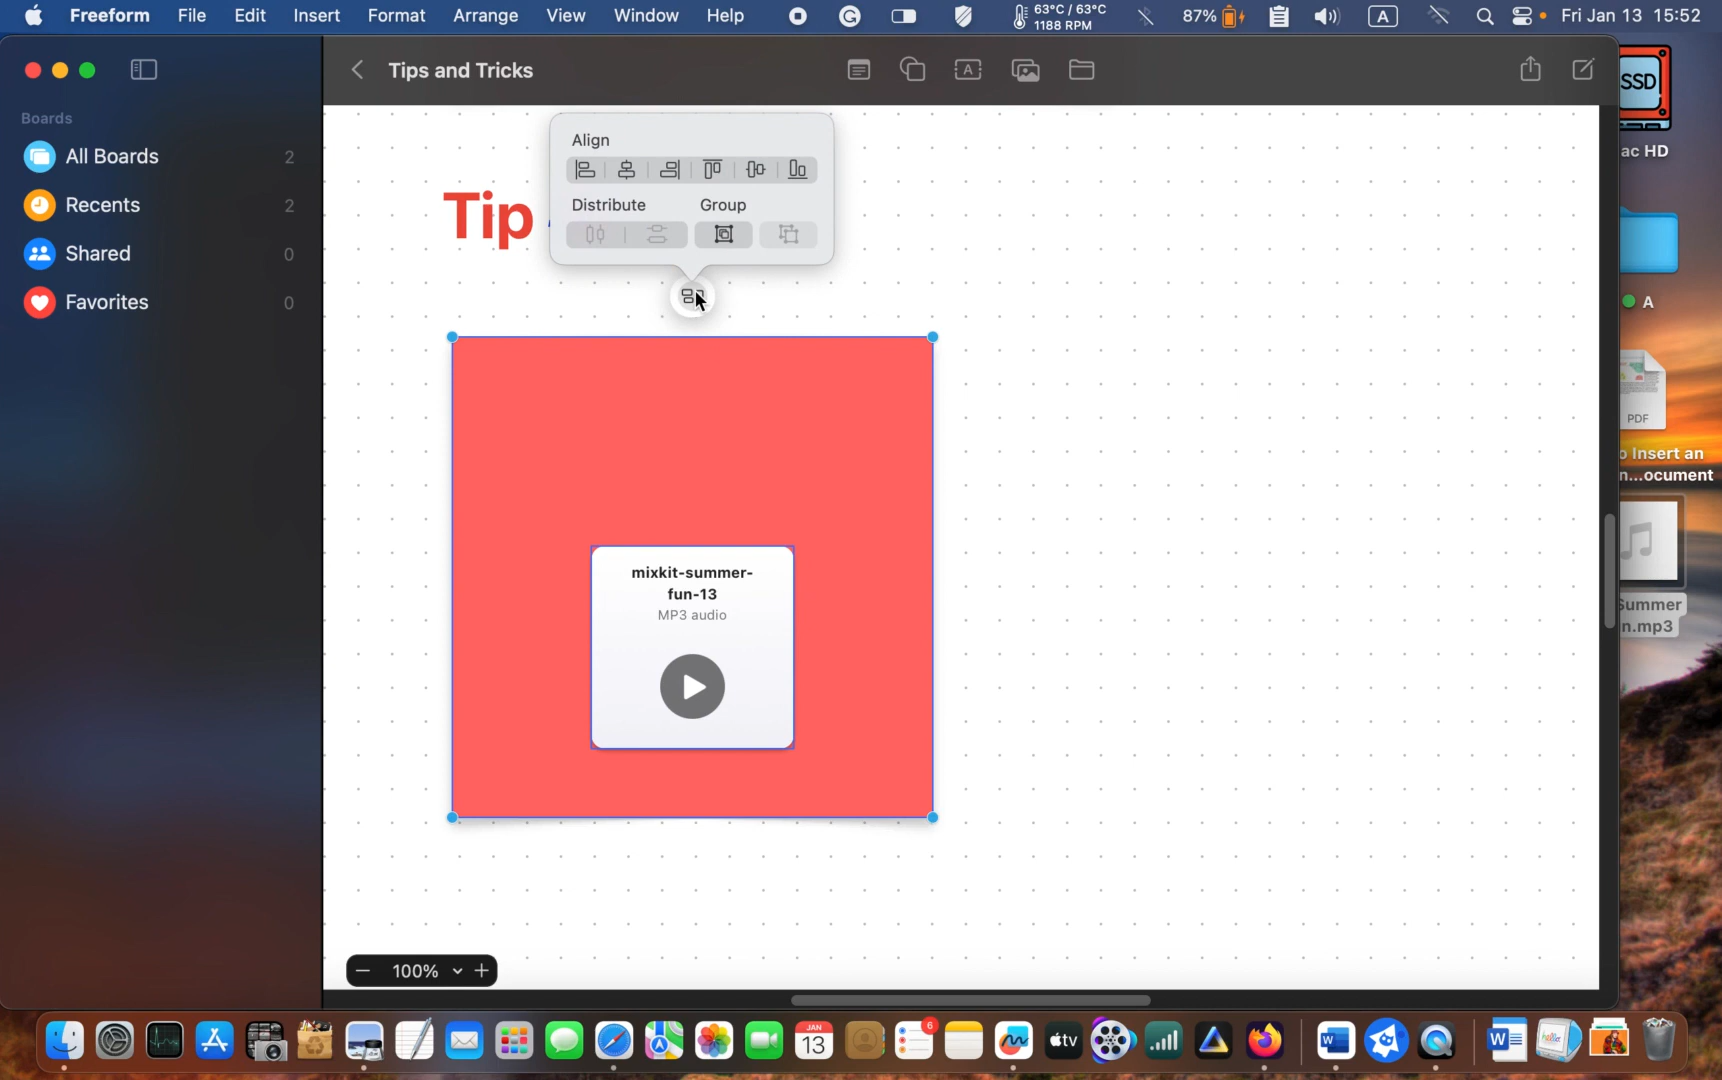 Freeform File Edit Insert Format Arrange View Window Help 63°C / 63°C 1188 RPM 87% A Fri Jan 13 15:52
Tips and Tricks
Boards
All Boards 2
Recents 2
Shared 0
Favorites 0
Align
Distribute Group
Tip
mixkit-summer-
fun-13
MP3 audio
100%
SSD
ac HD
A
PDF
o Insert an
n...ocument
Summer
n.mp3
JAN
13
6
tv
W
W